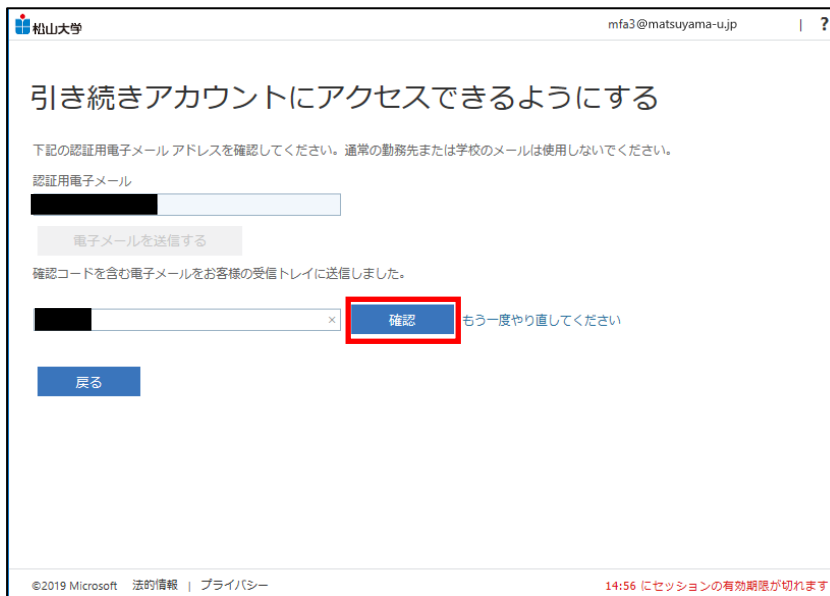 松山大学
mfa3@matsuyama-u.jp | ?
引き続きアカウントにアクセスできるようにする
下記の認証用電子メール アドレスを確認してください。通常の勤務先または学校のメールは使用しないでください。
認証用電子メール
電子メールを送信する
確認コードを含む電子メールをお客様の受信トレイに送信しました。
× 確認 もう一度やり直してください
戻る
©2019 Microsoft 法的情報 | プライバシー
14:56 にセッションの有効期限が切れます